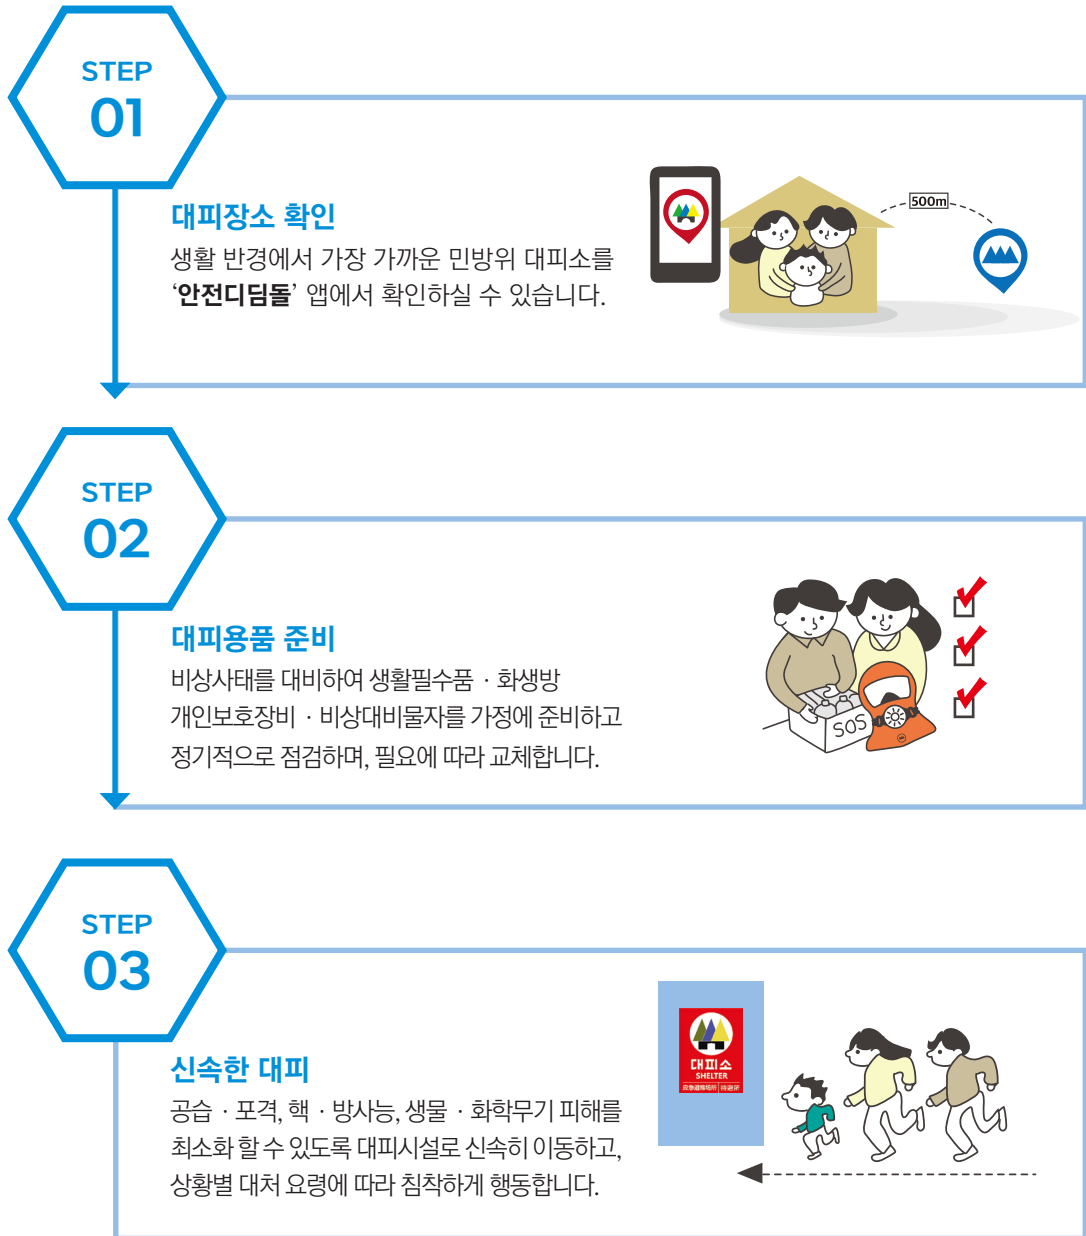 STEP
01
대피장소 확인
생활 반경에서 가장 가까운 민방위 대피소를
‘안전디딤돌’ 앱에서 확인하실 수 있습니다.
500m
STEP
02
대피용품 준비
비상사태를 대비하여 생활필수품 · 화생방
개인보호장비 · 비상대비물자를 가정에 준비하고
정기적으로 점검하며, 필요에 따라 교체합니다.
SOS
STEP
03
신속한 대피
공습 · 포격, 핵 · 방사능, 생물 · 화학무기 피해를
최소화 할 수 있도록 대피시설로 신속히 이동하고,
상황별 대처 요령에 따라 침착하게 행동합니다.
대피소
SHELTER